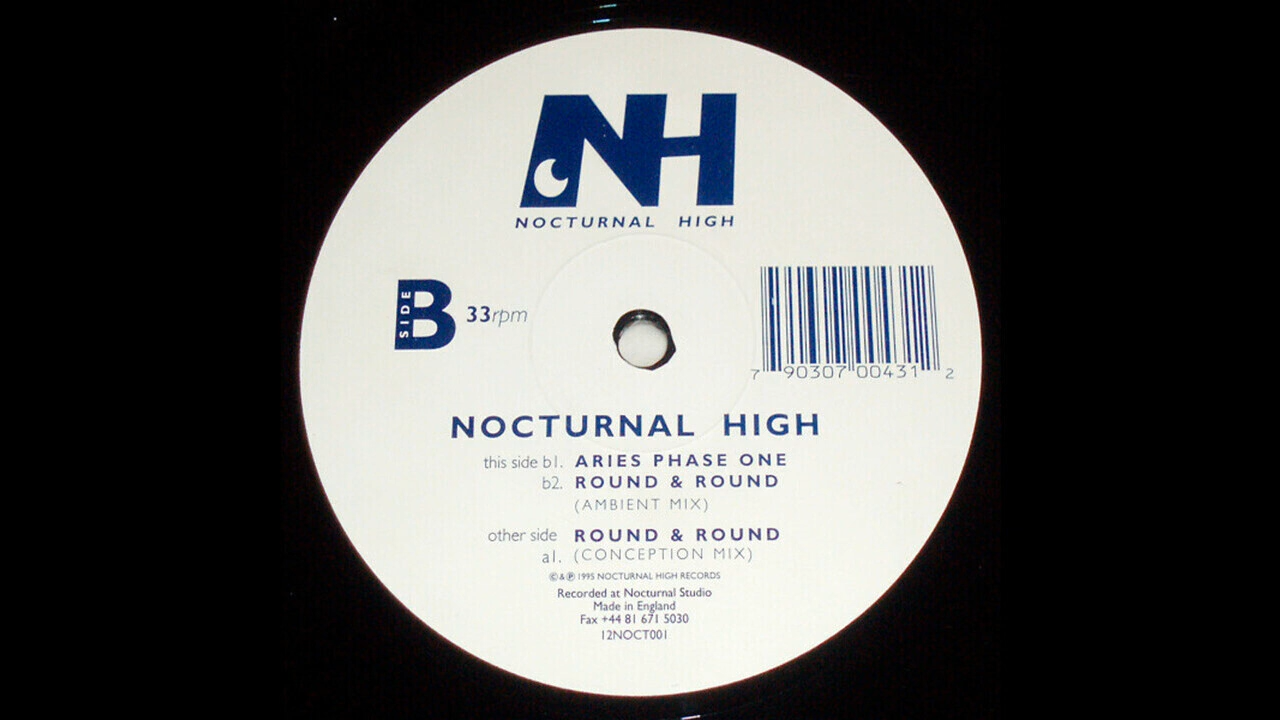 NH
NOCTURNAL HIGH
SIDE B 33rpm
7 90307 00431 2
NOCTURNAL HIGH
this side b1. ARIES PHASE ONE
b2. ROUND & ROUND
(AMBIENT MIX)
other side ROUND & ROUND
a1. (CONCEPTION MIX)
©&℗ 1995 NOCTURNAL HIGH RECORDS
Recorded at Nocturnal Studio
Made in England
Fax +44 81 671 5030
12NOCT001